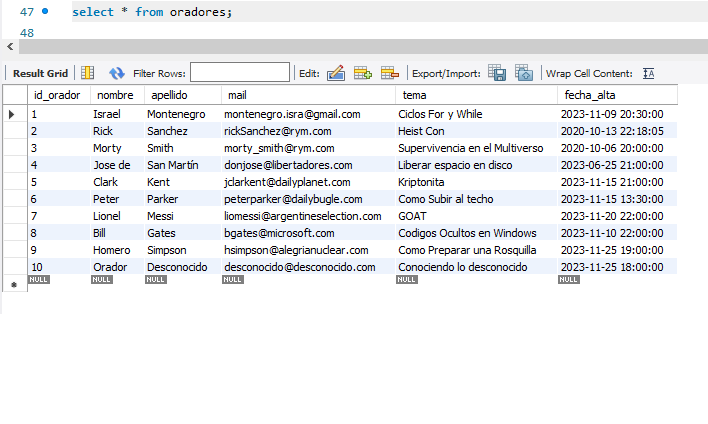 47 select * from oradores;
48
Result Grid Filter Rows: Edit: Export/Import: Wrap Cell Content: IA
id_orador nombre apellido mail tema fecha_alta
1 Israel Montenegro montenegro.isra@gmail.com Ciclos For y While 2023-11-09 20:30:00
2 Rick Sanchez rickSanchez@rym.com Heist Con 2020-10-13 22:18:05
3 Morty Smith morty_smith@rym.com Supervivencia en el Multiverso 2020-10-06 20:00:00
4 Jose de San Martín donjose@libertadores.com Liberar espacio en disco 2023-06-25 21:00:00
5 Clark Kent jclarkent@dailyplanet.com Kriptonita 2023-11-15 21:00:00
6 Peter Parker peterparker@dailybugle.com Como Subir al techo 2023-11-15 13:30:00
7 Lionel Messi liomessi@argentineselection.com GOAT 2023-11-20 22:00:00
8 Bill Gates bgates@microsoft.com Codigos Ocultos en Windows 2023-11-10 22:00:00
9 Homero Simpson hsimpson@alegrianuclear.com Como Preparar una Rosquilla 2023-11-25 19:00:00
10 Orador Desconocido desconocido@desconocido.com Conociendo lo desconocido 2023-11-25 18:00:00
NULL NULL NULL NULL NULL NULL